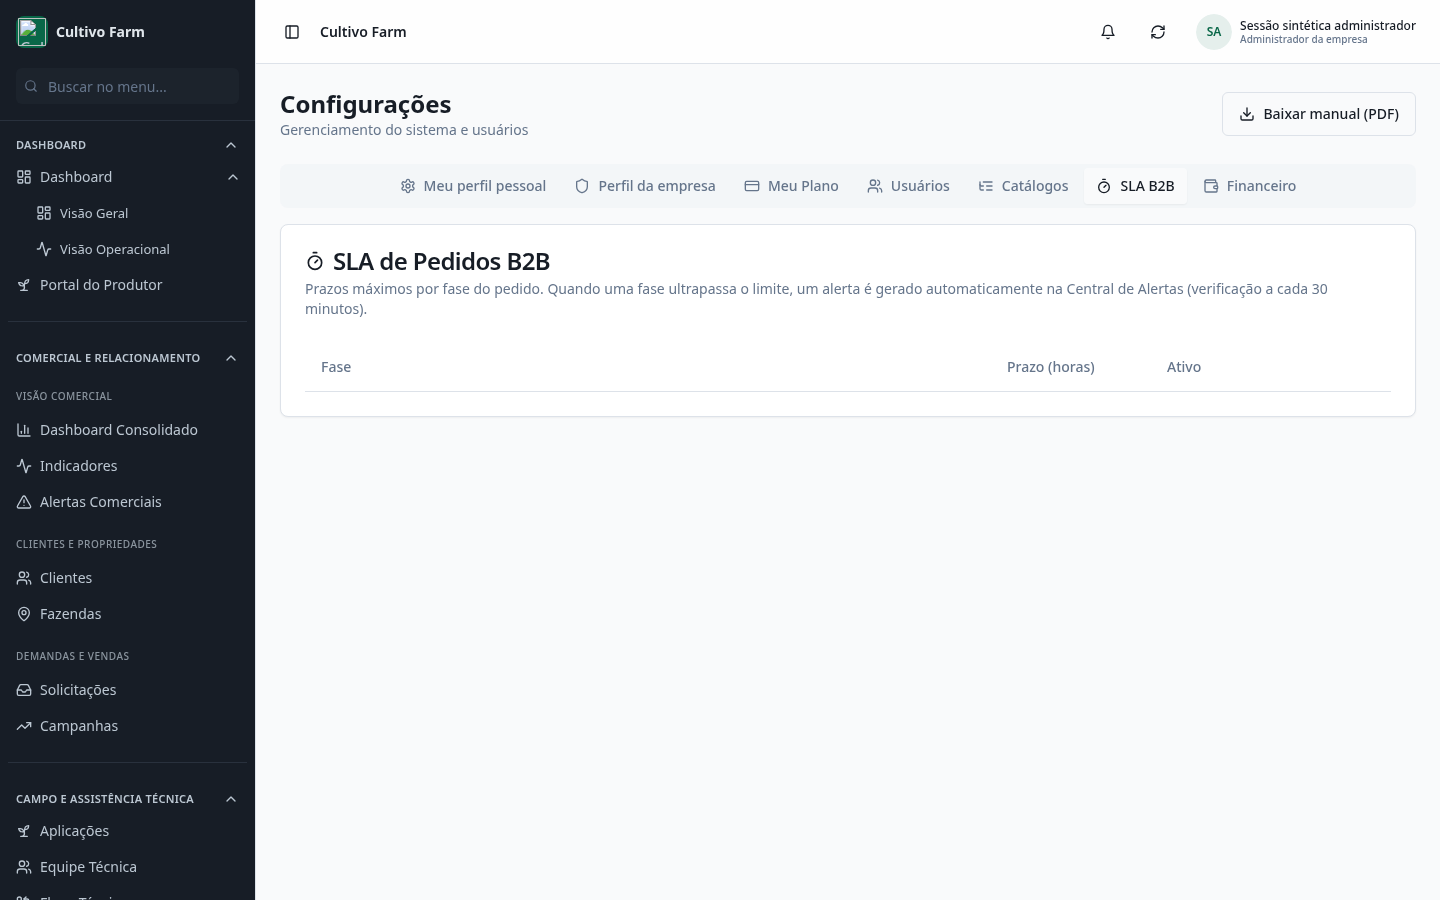 Cultivo Farm
Buscar no menu...
DASHBOARD
Dashboard
Visão Geral
Visão Operacional
Portal do Produtor
COMERCIAL E RELACIONAMENTO
VISÃO COMERCIAL
Dashboard Consolidado
Indicadores
Alertas Comerciais
CLIENTES E PROPRIEDADES
Clientes
Fazendas
DEMANDAS E VENDAS
Solicitações
Campanhas
CAMPO E ASSISTÊNCIA TÉCNICA
Aplicações
Equipe Técnica
Cultivo Farm
SA
Sessão sintética administrador
Administrador da empresa
Configurações
Gerenciamento do sistema e usuários
Baixar manual (PDF)
Meu perfil pessoal
Perfil da empresa
Meu Plano
Usuários
Catálogos
SLA B2B
Financeiro
SLA de Pedidos B2B
Prazos máximos por fase do pedido. Quando uma fase ultrapassa o limite, um alerta é gerado automaticamente na Central de Alertas (verificação a cada 30
minutos).
Fase
Prazo (horas)
Ativo